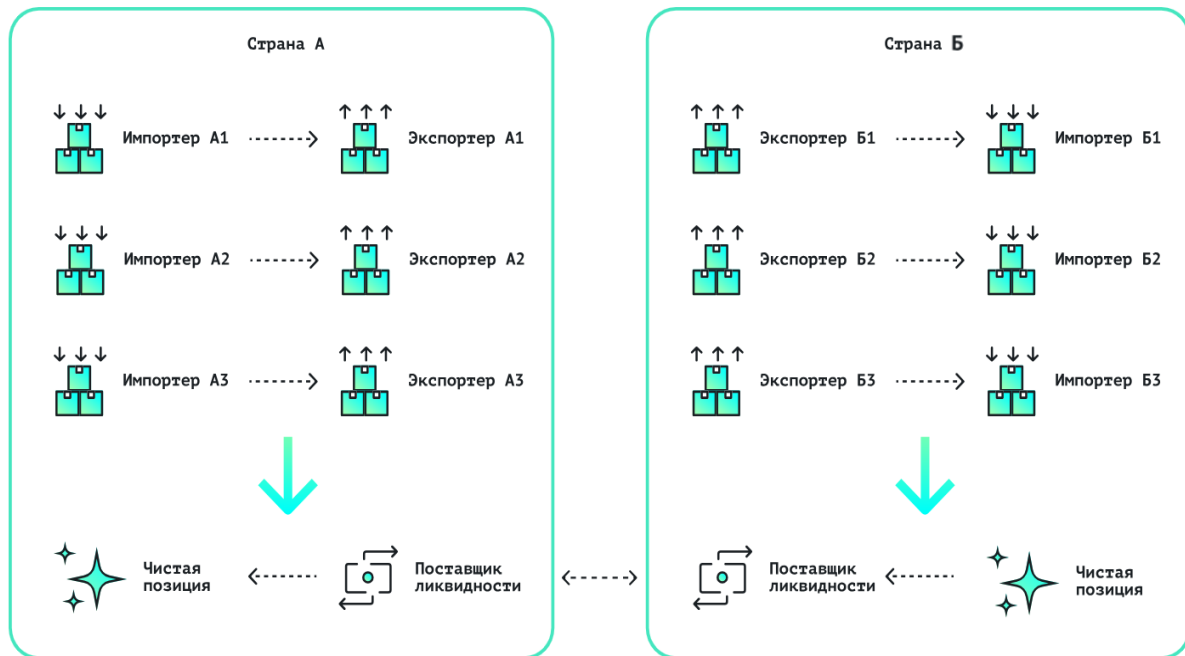 Страна А
Страна Б
Импортер А1
Экспортер А1
Экспортер Б1
Импортер Б1
Импортер А2
Экспортер А2
Экспортер Б2
Импортер Б2
Импортер А3
Экспортер А3
Экспортер Б3
Импортер Б3
Чистая
позиция
Поставщик
ликвидности
Поставщик
ликвидности
Чистая
позиция